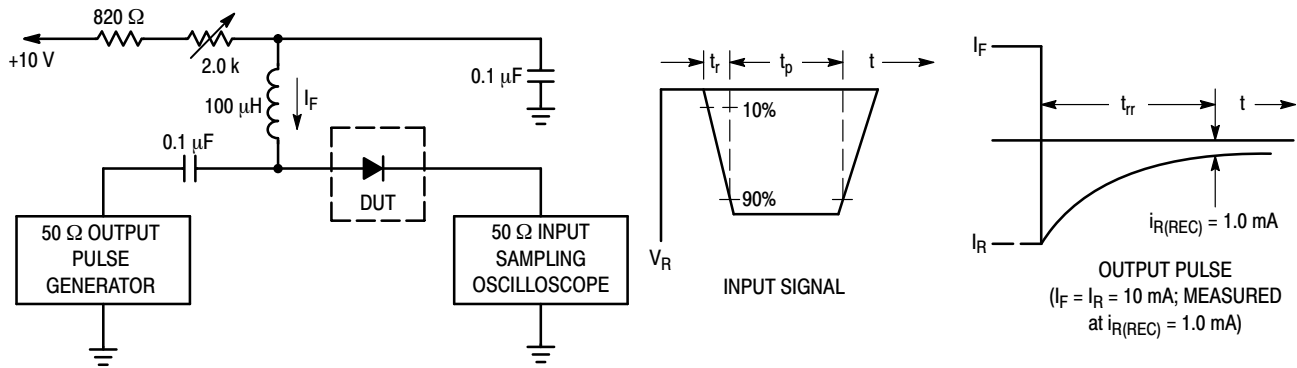 820 Ω
+10 V
2.0 k
100 μH
I_F
0.1 μF
0.1 μF
DUT
50 Ω OUTPUT
PULSE
GENERATOR
50 Ω INPUT
SAMPLING
OSCILLOSCOPE
t_r
t_p
t
10%
90%
V_R
INPUT SIGNAL
I_F
t_rr
t
I_R
i_R(REC) = 1.0 mA
OUTPUT PULSE
(I_F = I_R = 10 mA; MEASURED
at i_R(REC) = 1.0 mA)